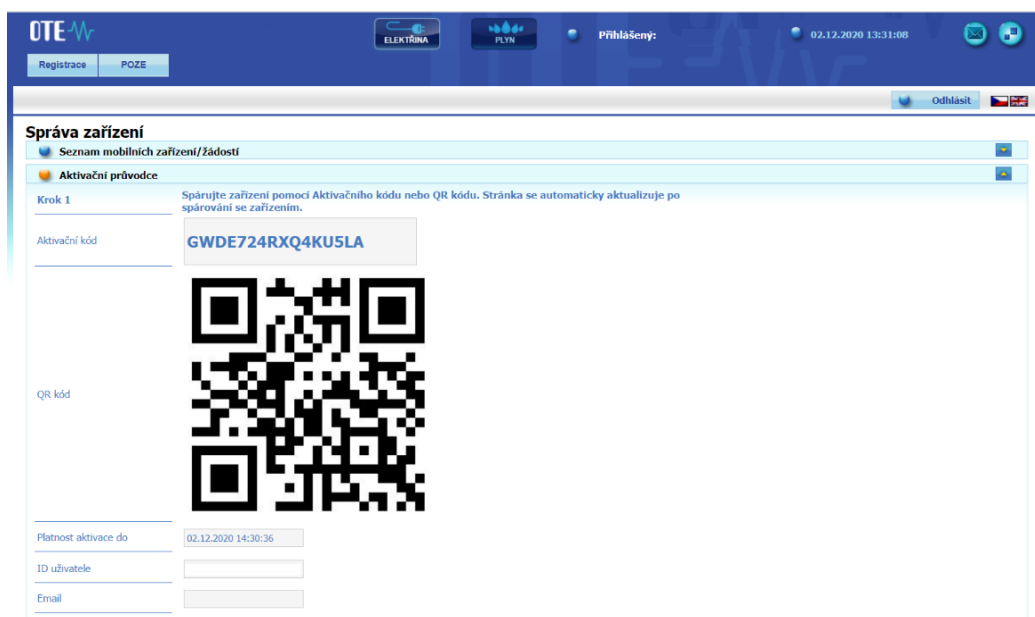 OTE
ELEKTŘINA
PLYN
Přihlášený:
02.12.2020 13:31:08
Registrace
POZE
Odhlásit
Správa zařízení
Seznam mobilních zařízení/žádostí
Aktivační průvodce
Krok 1
Spárujte zařízení pomocí Aktivačního kódu nebo QR kódu. Stránka se automaticky aktualizuje po
spárování se zařízením.
Aktivační kód
GWDE724RXQ4KU5LA
QR kód
Platnost aktivace do
02.12.2020 14:30:36
ID uživatele
Email